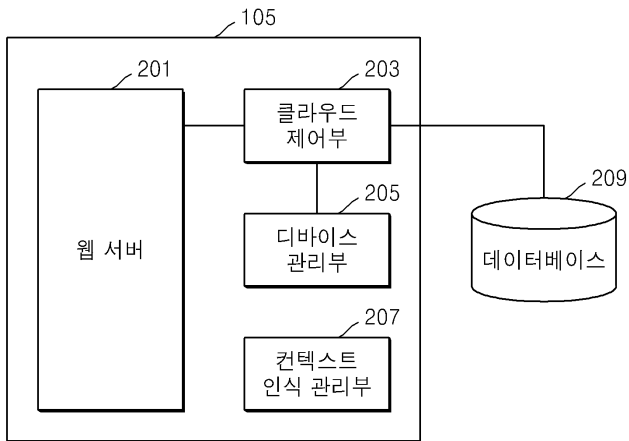 105
201
203
클라우드
제어부
205
209
디바이스
관리부
웹 서버
데이터베이스
207
컨텍스트
인식 관리부